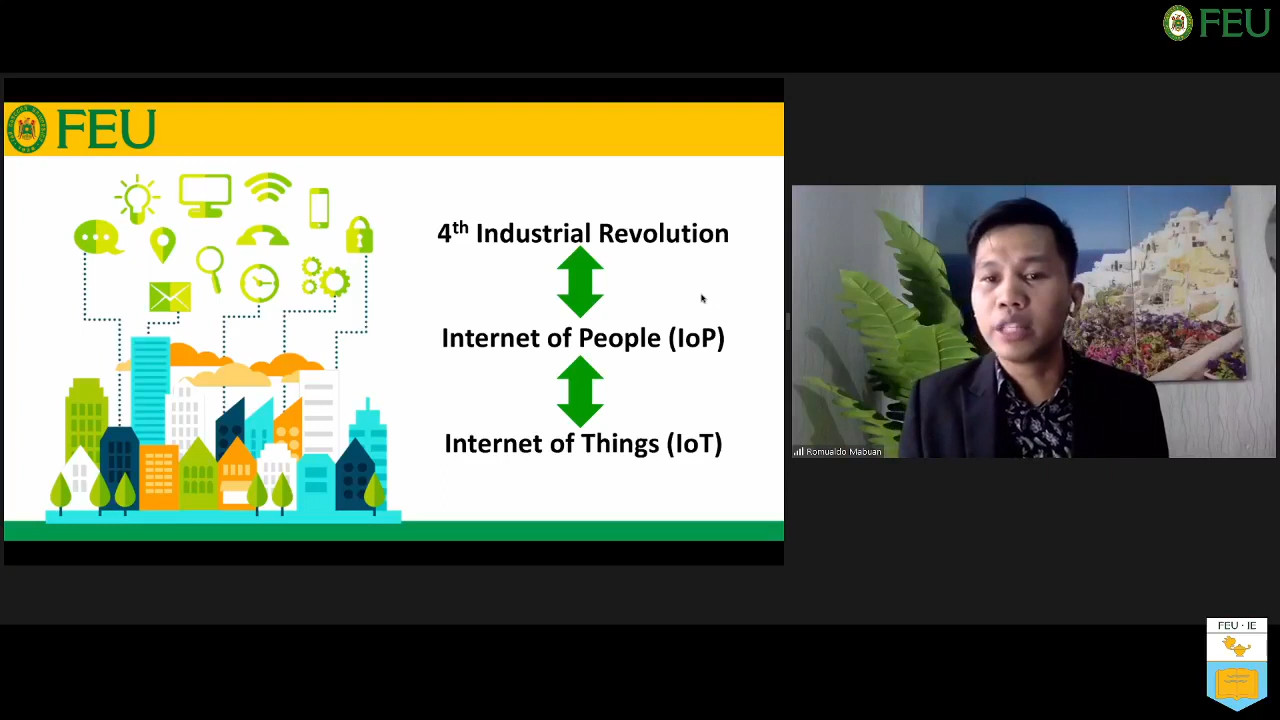 FEU
FEU
4th Industrial Revolution
Internet of People (IoP)
Internet of Things (IoT)
Romualdo Mabuan
FEU · IE